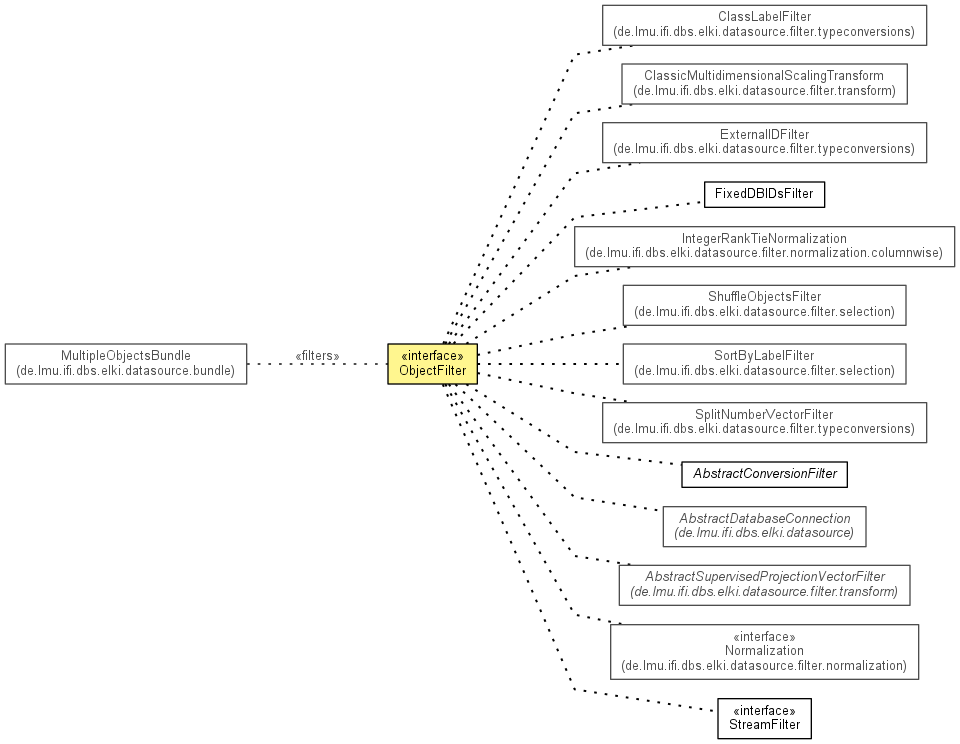 ClassLabelFilter
(de.lmu.ifi.dbs.elki.datasource.filter.typeconversions)
ClassicMultidimensionalScalingTransform
(de.lmu.ifi.dbs.elki.datasource.filter.transform)
ExternalIDFilter
(de.lmu.ifi.dbs.elki.datasource.filter.typeconversions)
FixedDBIDsFilter
IntegerRankTieNormalization
(de.lmu.ifi.dbs.elki.datasource.filter.normalization.columnwise)
ShuffleObjectsFilter
(de.lmu.ifi.dbs.elki.datasource.filter.selection)
MultipleObjectsBundle
(de.lmu.ifi.dbs.elki.datasource.bundle)
«filters»
«interface»
ObjectFilter
SortByLabelFilter
(de.lmu.ifi.dbs.elki.datasource.filter.selection)
SplitNumberVectorFilter
(de.lmu.ifi.dbs.elki.datasource.filter.typeconversions)
AbstractConversionFilter
AbstractDatabaseConnection
(de.lmu.ifi.dbs.elki.datasource)
AbstractSupervisedProjectionVectorFilter
(de.lmu.ifi.dbs.elki.datasource.filter.transform)
«interface»
Normalization
(de.lmu.ifi.dbs.elki.datasource.filter.normalization)
«interface»
StreamFilter